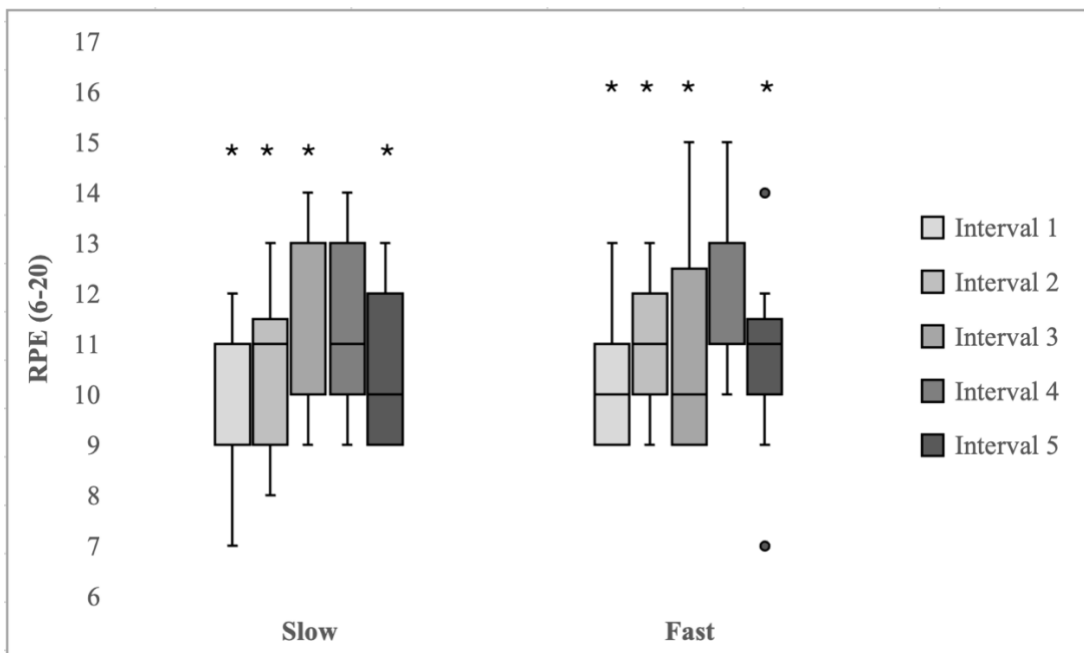 17
16
15
14
13
12
11
10
9
8
7
6
RPE (6-20)
* * * *
* * * *
Slow
Fast
Interval 1
Interval 2
Interval 3
Interval 4
Interval 5